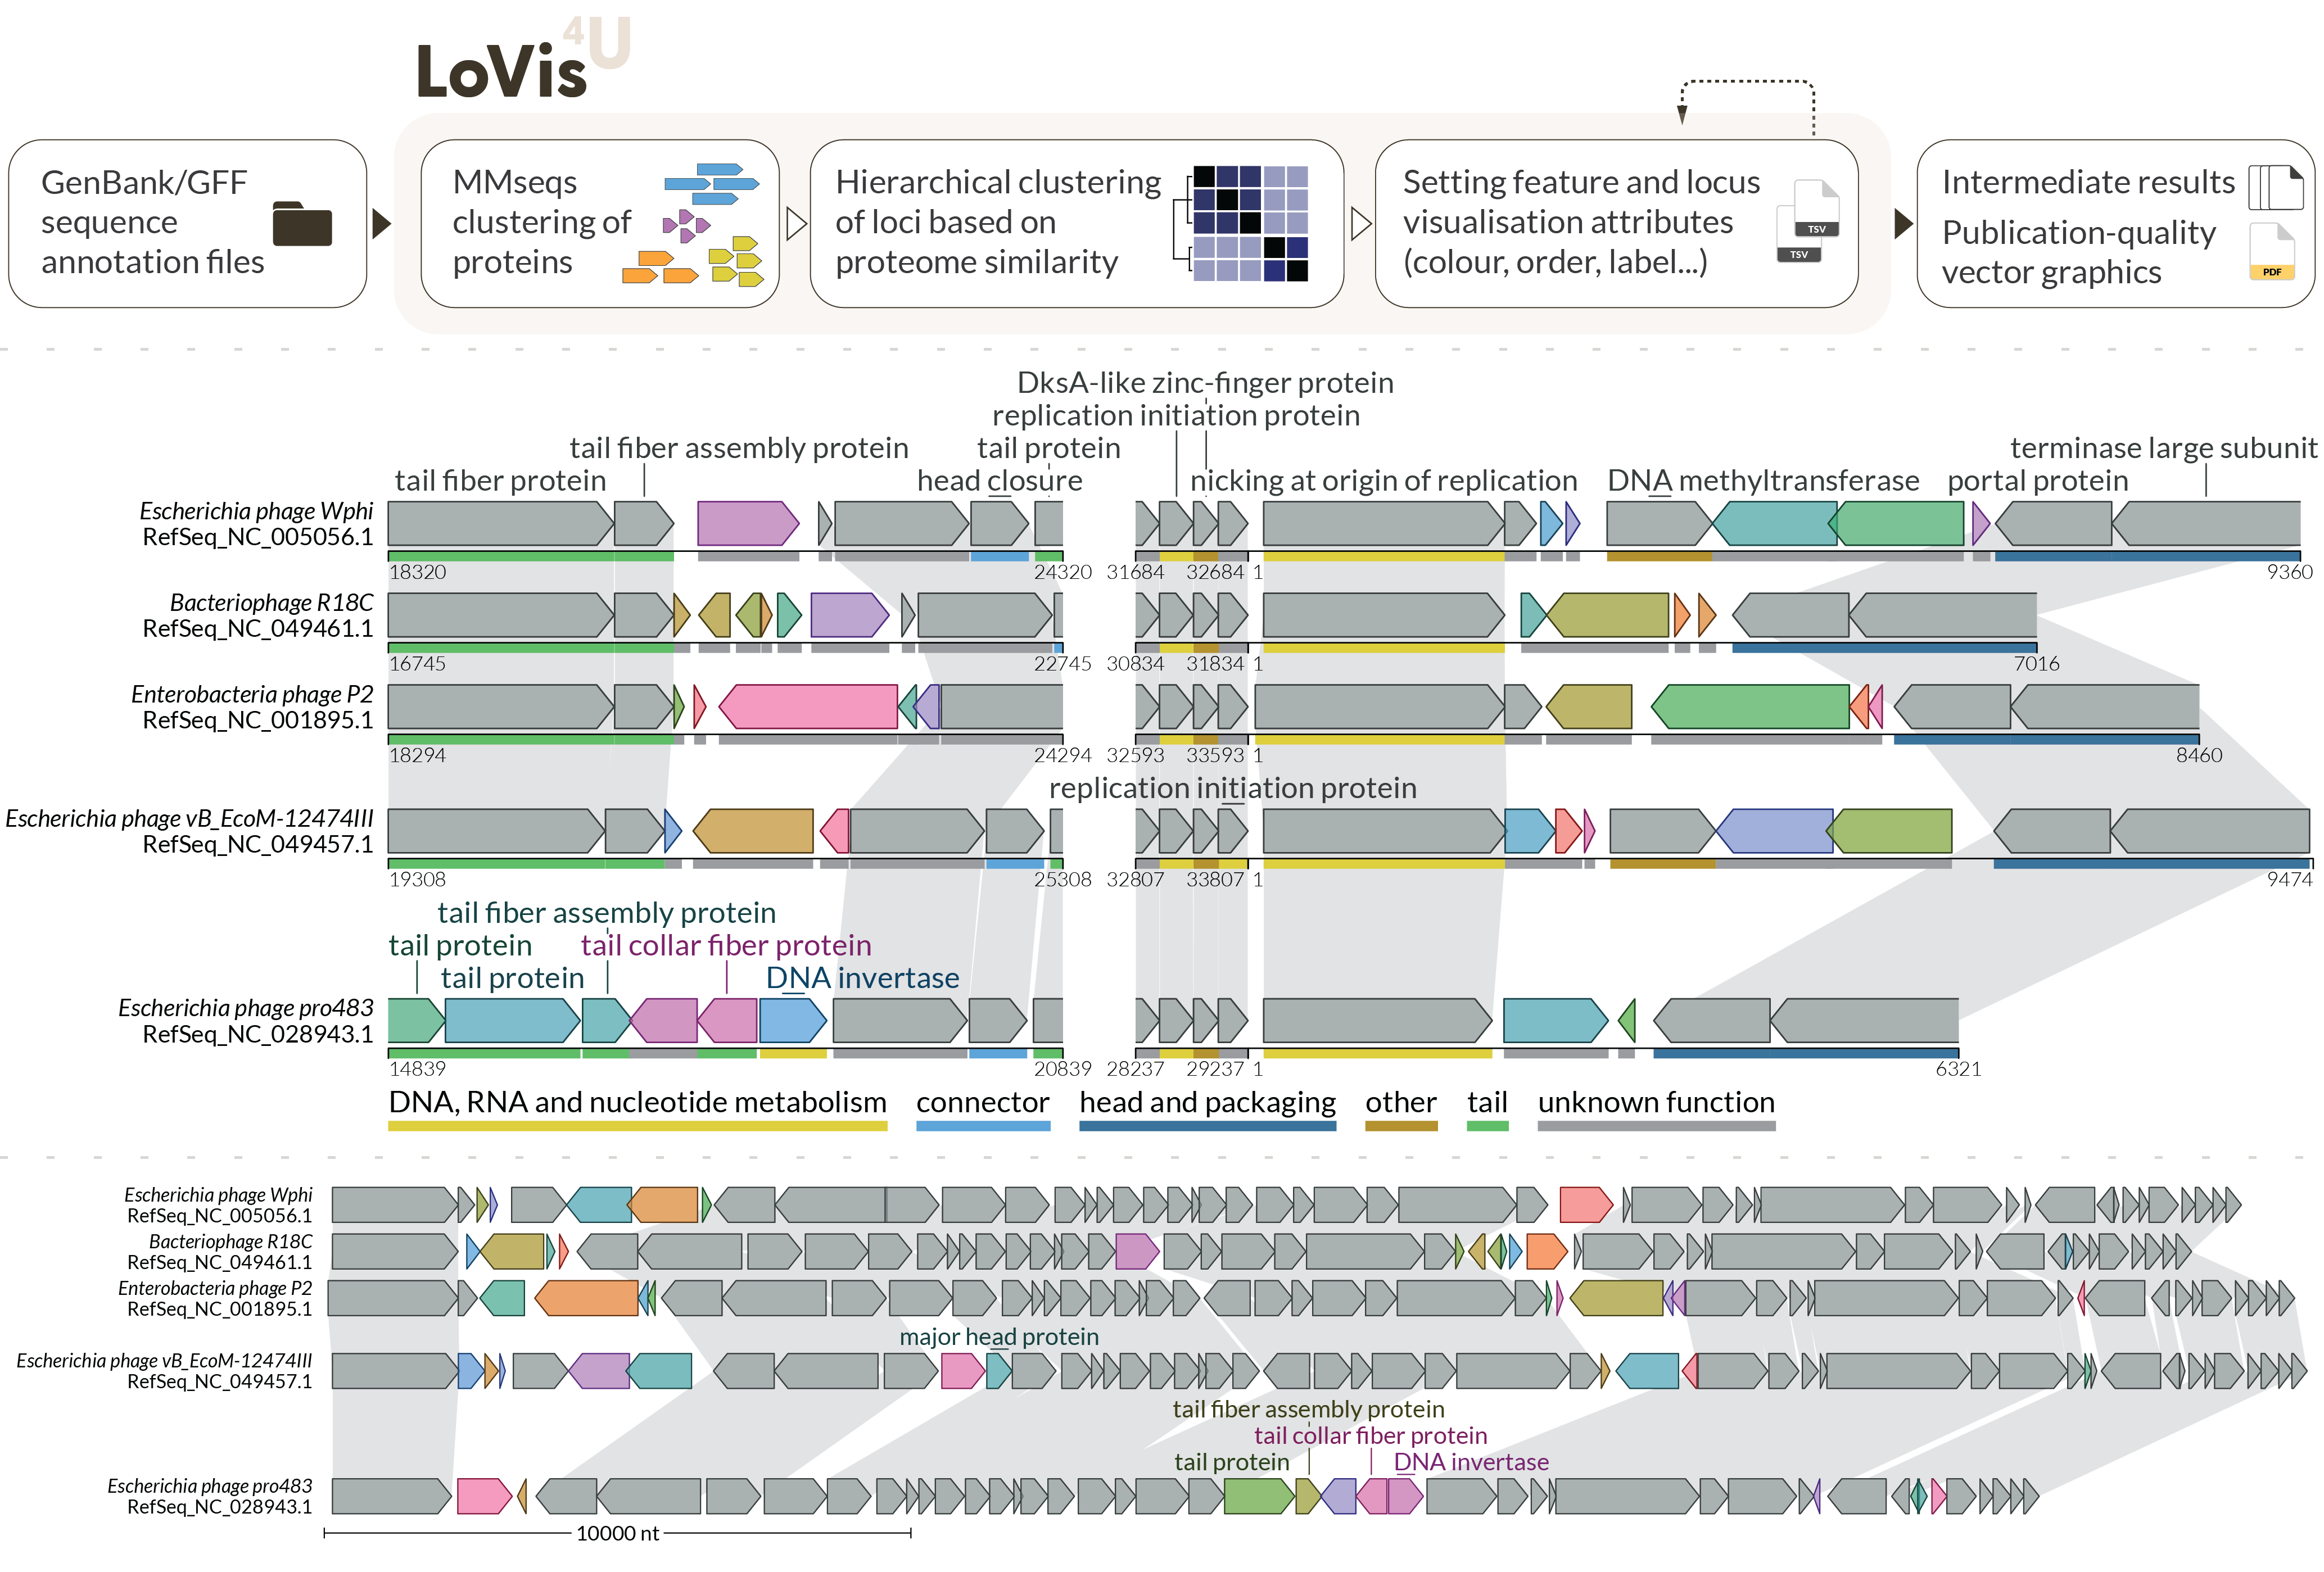 LoVis4U
GenBank/GFF
sequence
annotation files
MMseqs
clustering of
proteins
Hierarchical clustering
of loci based on
proteome similarity
Setting feature and locus
visualisation attributes
(colour, order, label...)
TSV
TSV
Intermediate results
Publication-quality
vector graphics
PDF
DksA-like zinc-finger protein
replication initiation protein
tail fiber assembly protein
tail protein
terminase large subunit
tail fiber protein
head closure
nicking at origin of replication
DNA methyltransferase
portal protein
Escherichia phage Wphi
RefSeq_NC_005056.1
18320
24320
31684
32684
1
9360
Bacteriophage R18C
RefSeq_NC_049461.1
16745
22745
30834
31834
1
7016
Enterobacteria phage P2
RefSeq_NC_001895.1
18294
24294
32593
33593
1
8460
replication initiation protein
Escherichia phage vB_EcoM-12474III
RefSeq_NC_049457.1
19308
25308
32807
33807
1
9474
tail fiber assembly protein
tail protein
tail collar fiber protein
tail protein
DNA invertase
Escherichia phage pro483
RefSeq_NC_028943.1
14839
20839
28237
29237
1
6321
DNA, RNA and nucleotide metabolism
connector
head and packaging
other
tail
unknown function
Escherichia phage Wphi
RefSeq_NC_005056.1
Bacteriophage R18C
RefSeq_NC_049461.1
Enterobacteria phage P2
RefSeq_NC_001895.1
major head protein
Escherichia phage vB_EcoM-12474III
RefSeq_NC_049457.1
tail fiber assembly protein
tail collar fiber protein
tail protein
DNA invertase
Escherichia phage pro483
RefSeq_NC_028943.1
10000 nt